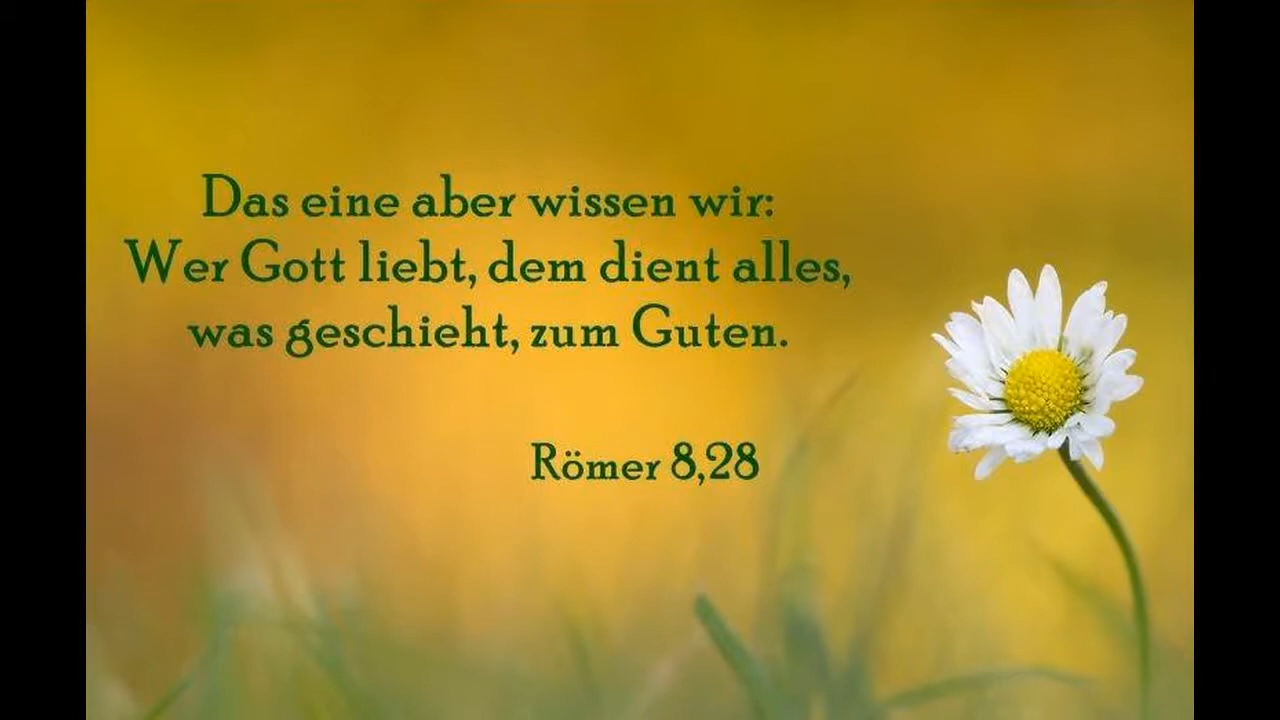 Das eine aber wissen wir:
Wer Gott liebt, dem dient alles,
was geschieht, zum Guten.
Römer 8,28